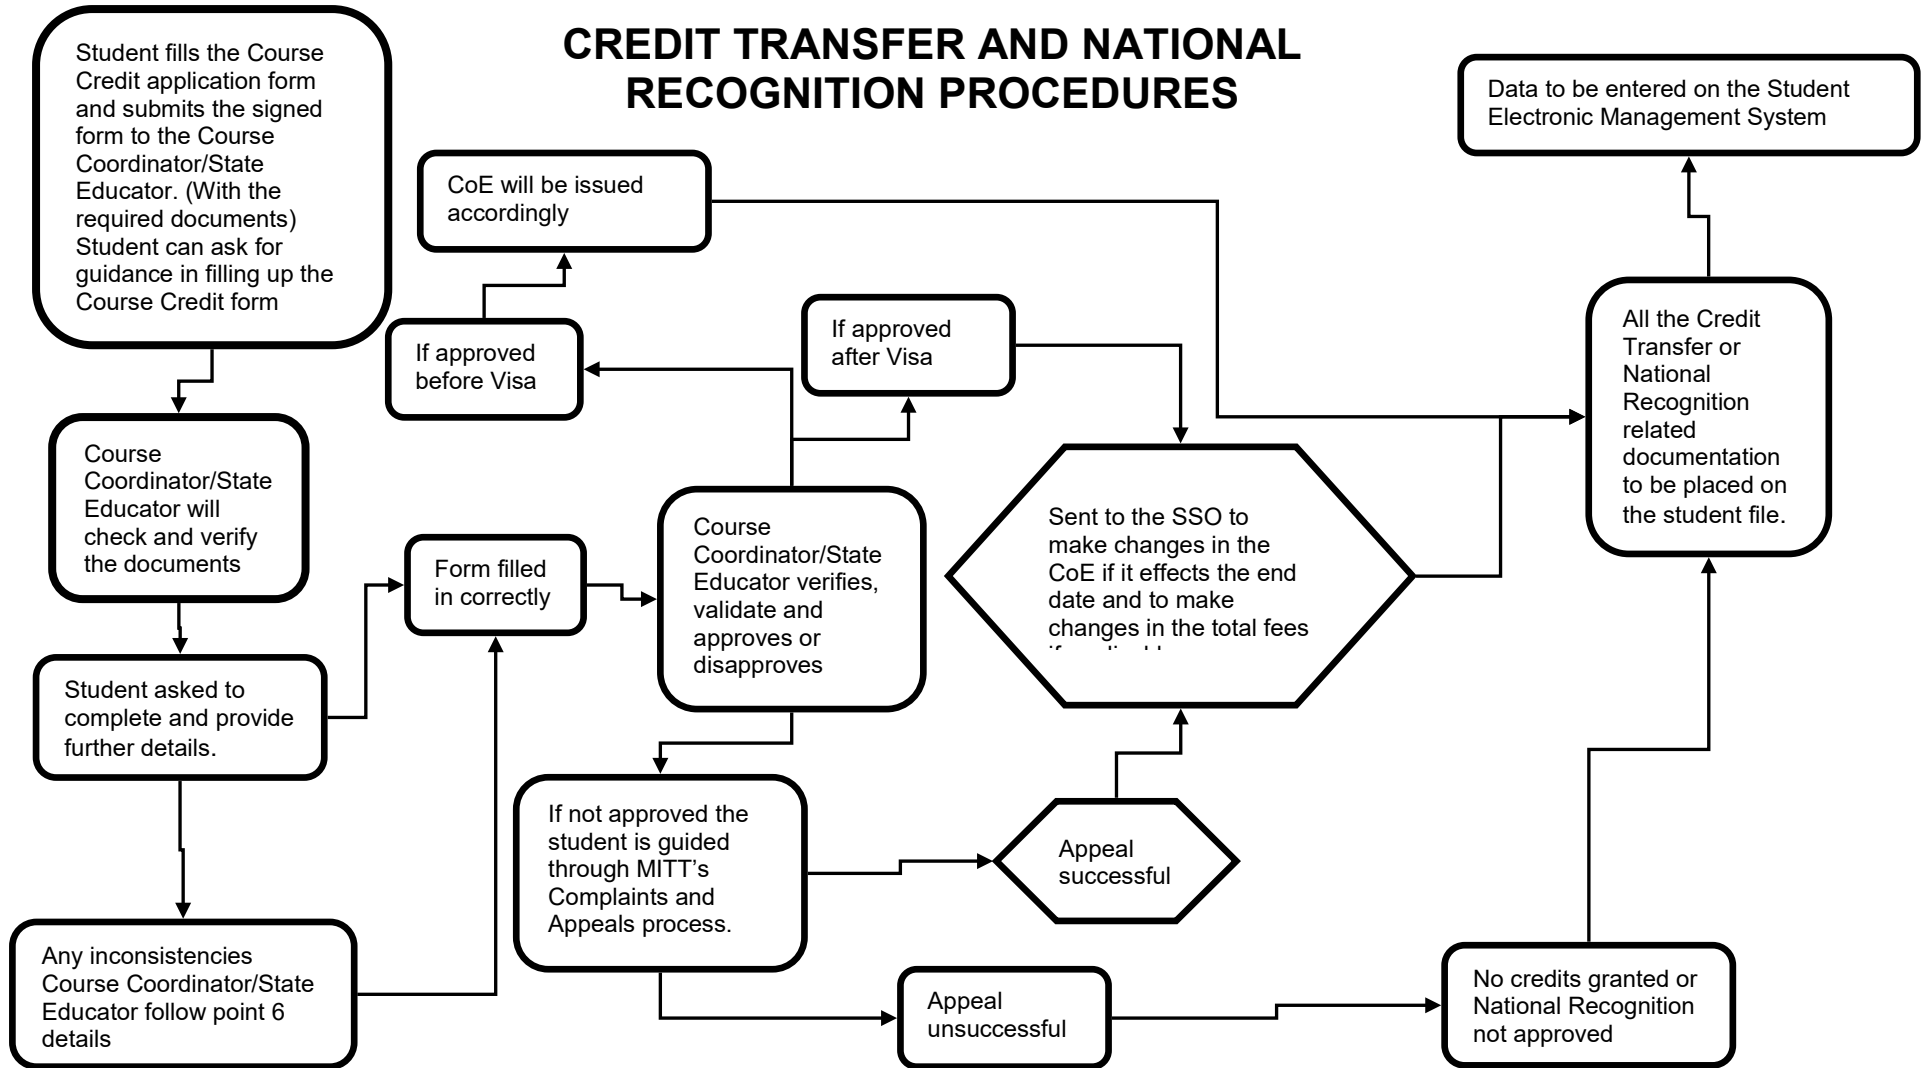 CREDIT TRANSFER AND NATIONAL
RECOGNITION PROCEDURES
Student fills the Course
Credit application form
and submits the signed
form to the Course
Coordinator/State
Educator. (With the
required documents)
Student can ask for
guidance in filling up the
Course Credit form
Course
Coordinator/State
Educator will
check and verify
the documents
Student asked to
complete and provide
further details.
Any inconsistencies
Course Coordinator/State
Educator follow point 6
details
Form filled
in correctly
Course
Coordinator/State
Educator verifies,
validate and
approves or
disapproves
If approved
before Visa
CoE will be issued
accordingly
If approved
after Visa
Sent to the SSO to
make changes in the
CoE if it effects the end
date and to make
changes in the total fees
If not approved the
student is guided
through MITT’s
Complaints and
Appeals process.
Appeal
successful
Appeal
unsuccessful
No credits granted or
National Recognition
not approved
All the Credit
Transfer or
National
Recognition
related
documentation
to be placed on
the student file.
Data to be entered on the Student
Electronic Management System